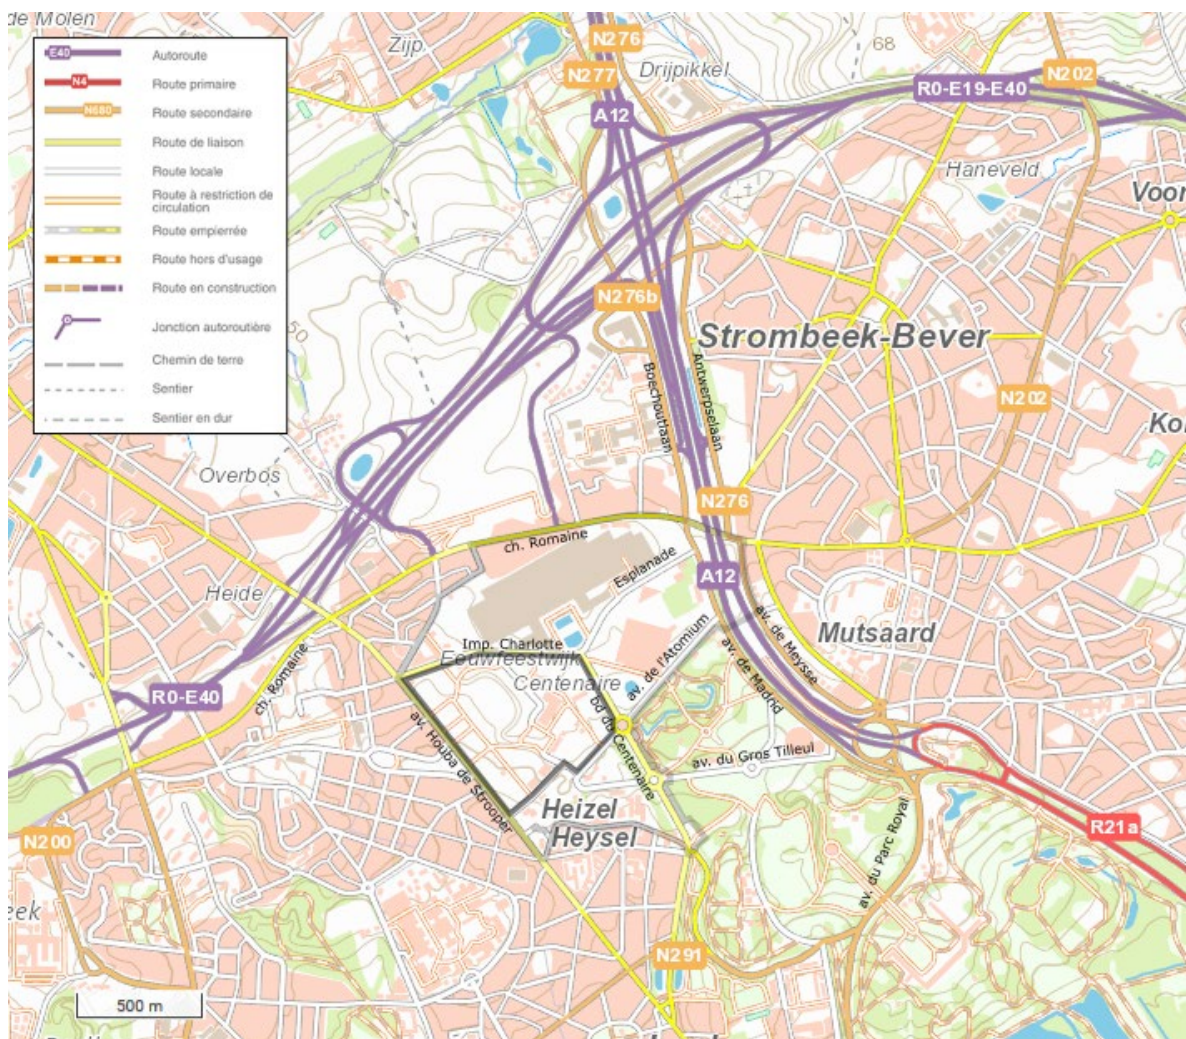 de Molen
Zijp
N276
68
Drijpikkel
N277
N202
R0-E19-E40
A12
E40
Autoroute
N4
Route primaire
N680
Route secondaire
Route de liaison
Route locale
Route à restriction de
circulation
Route empierrée
Route hors d'usage
Route en construction
Jonction autoroutière
Chemin de terre
Sentier
Sentier en dur
Haneveld
Voor
N276b
50
Strombeek-Bever
Boechoutlaan
Antwerpselaan
N202
Ko
Overbos
N276
ch. Romaine
Esplanade
A12
Heide
Imp. Charlotte
Eeuwfeestwijk
Centenaire
av. de l'Atomium
av. de Meysse
av. de Madrid
Mutsaard
R0-E40
ch. Romaine
av. Houba de Strooper
Bd du Centenaire
av. du Gros Tilleul
Heizel
Heysel
av. du Parc Royal
R21a
N200
eek
N291
500 m